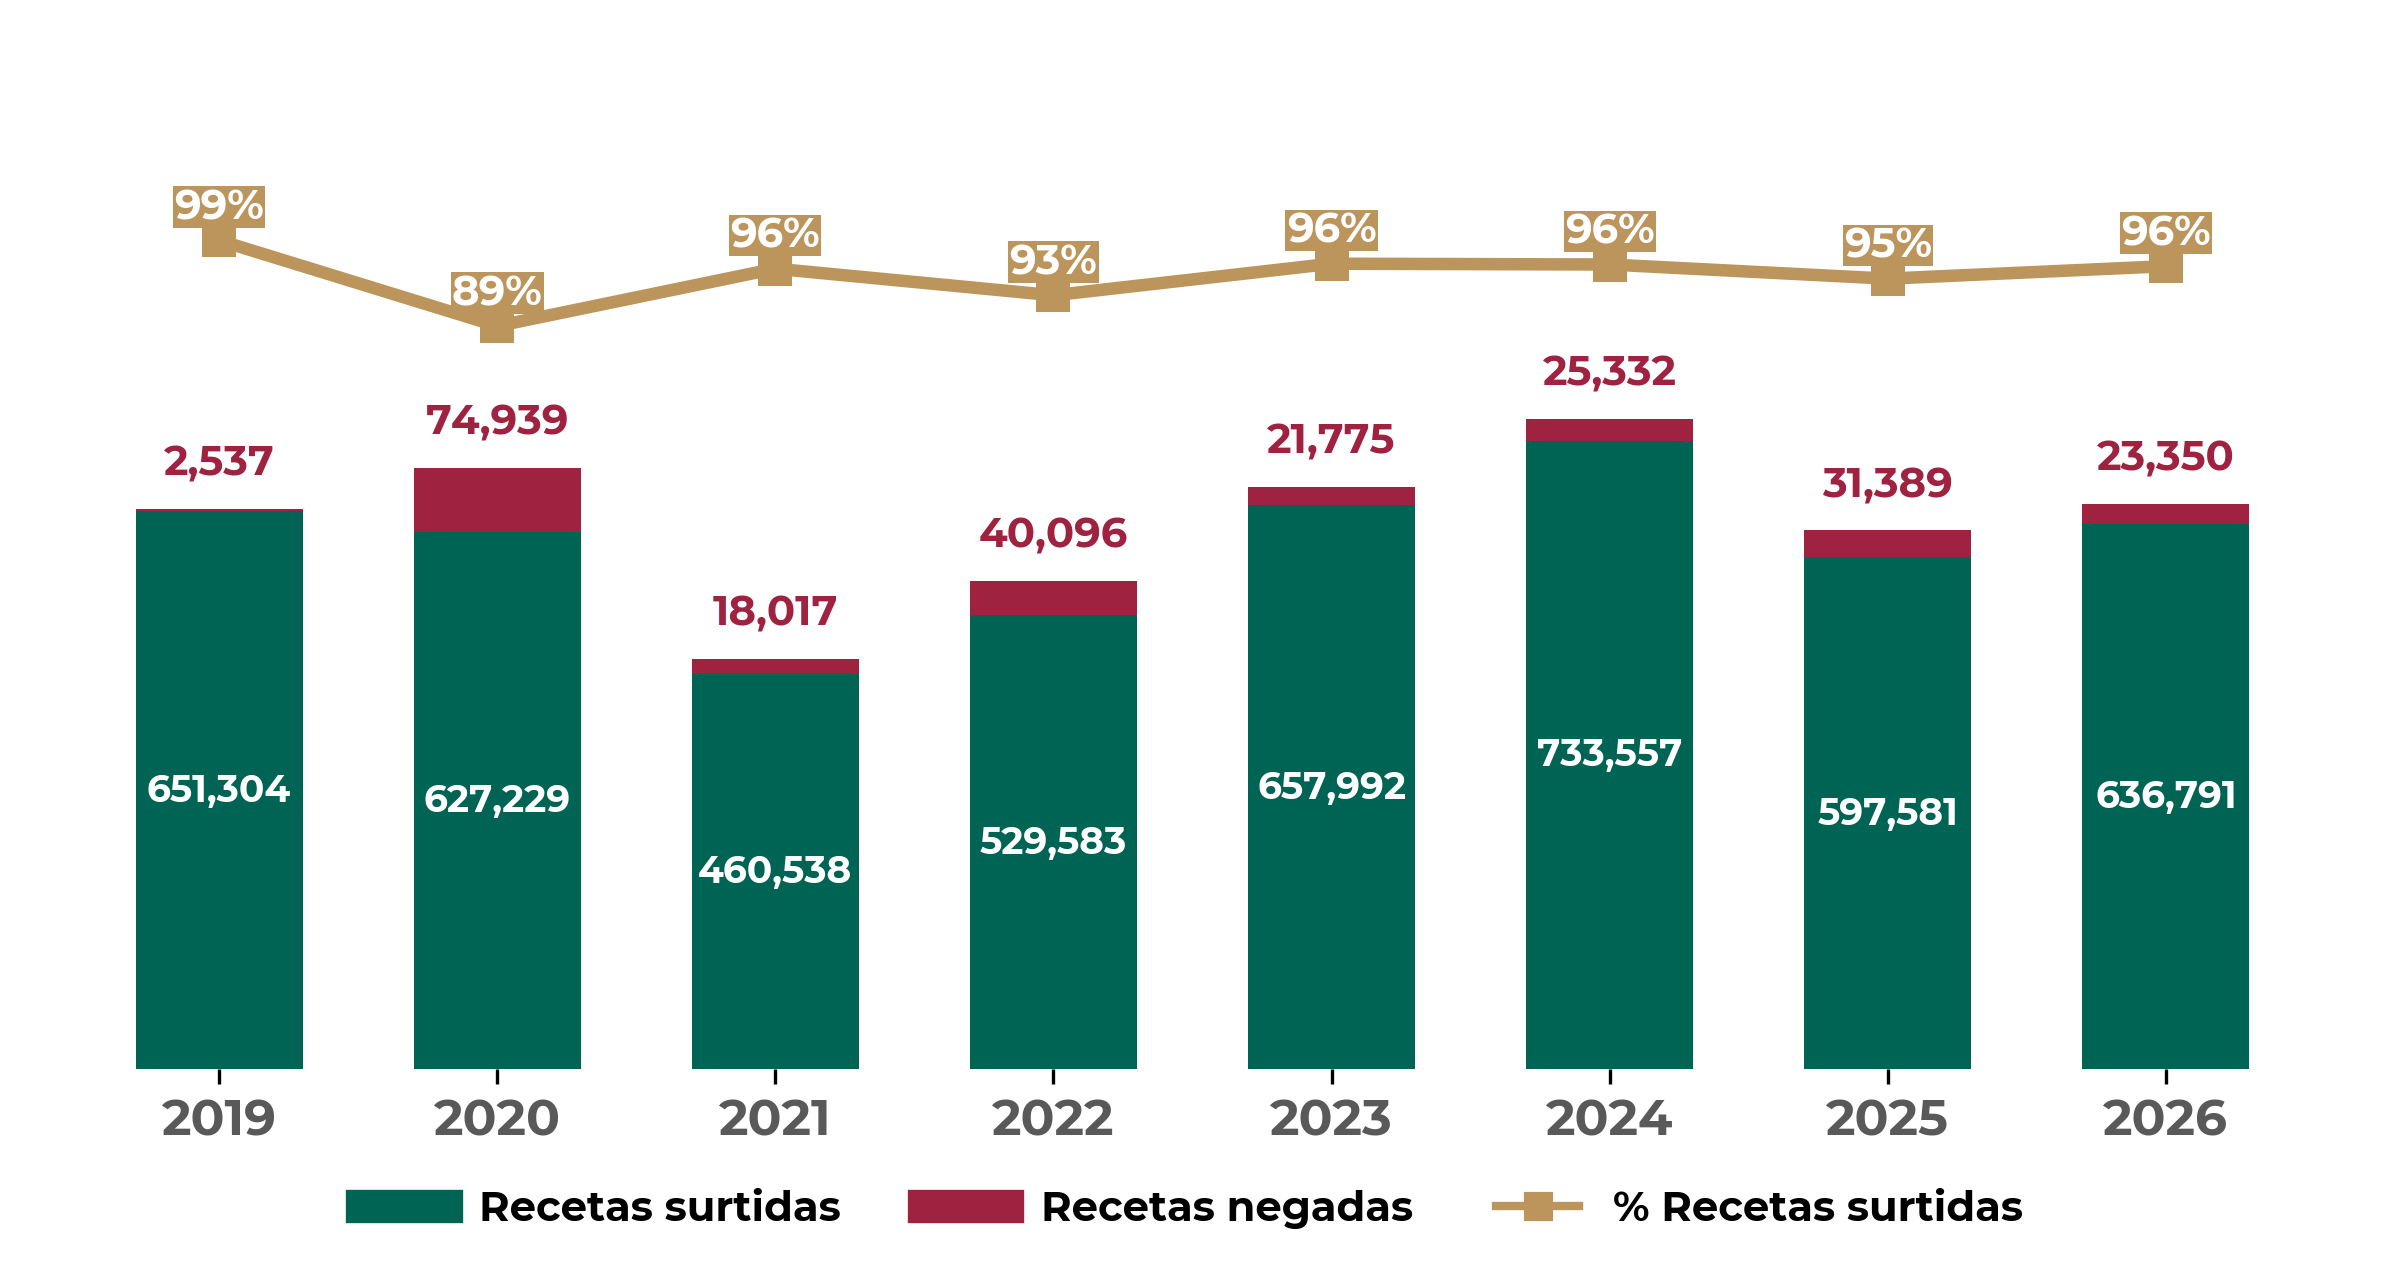 99% 89% 96% 93% 96% 96% 95% 96%
2,537 74,939 18,017 40,096 21,775 25,332 31,389 23,350
651,304 627,229 460,538 529,583 657,992 733,557 597,581 636,791
2019 2020 2021 2022 2023 2024 2025 2026
Recetas surtidas Recetas negadas % Recetas surtidas